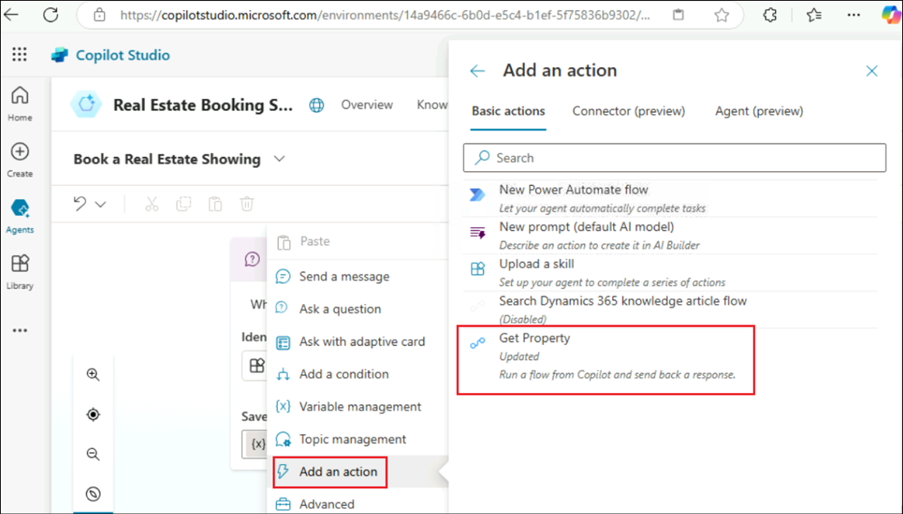 https://copilotstudio.microsoft.com/environments/14a9466c-6b0d-e5c4-b1ef-5f75836b9302/...
Copilot Studio
Home
Create
Agents
Library
Real Estate Booking S...
Overview
Know
Book a Real Estate Showing
Wh
Iden
Save
{x}
Paste
Send a message
Ask a question
Ask with adaptive card
Add a condition
{x} Variable management
Topic management
Add an action
Advanced
Add an action
Basic actions
Connector (preview)
Agent (preview)
Search
New Power Automate flow
Let your agent automatically complete tasks
New prompt (default AI model)
Describe an action to create it in AI Builder
Upload a skill
Set up your agent to complete a series of actions
Search Dynamics 365 knowledge article flow
(Disabled)
Get Property
Updated
Run a flow from Copilot and send back a response.